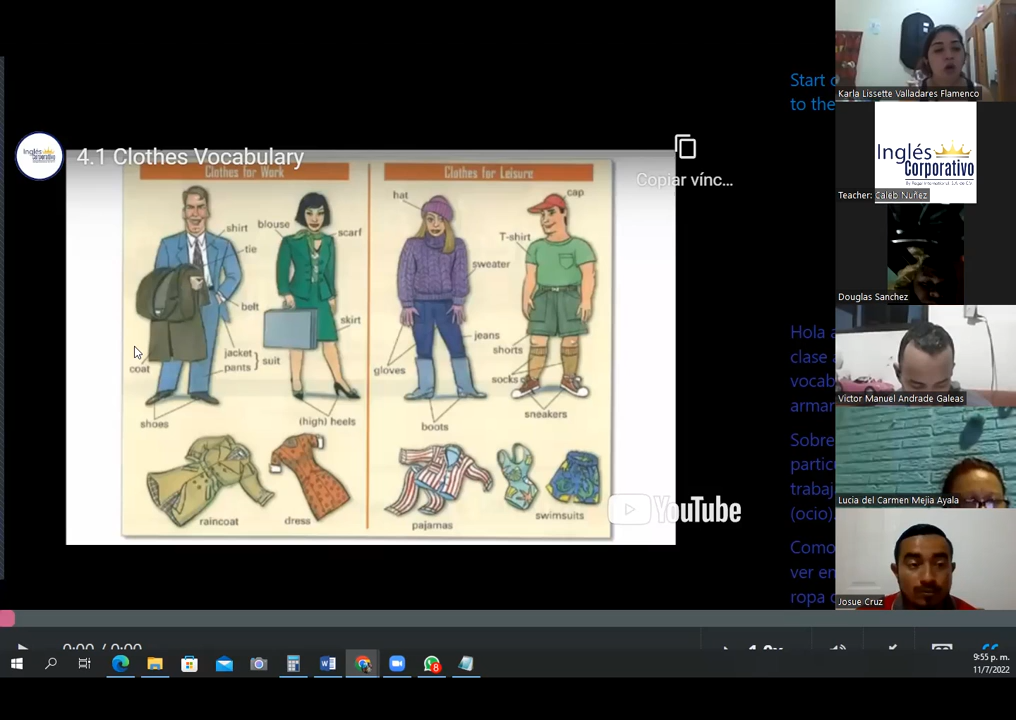 Inglés
Corporativo
4.1 Clothes Vocabulary
Copiar vínc...
Clothes for Work
Clothes for Leisure
shirt
tie
blouse
scarf
belt
skirt
jacket
pants
suit
coat
shoes
(high) heels
raincoat
dress
hat
cap
T-shirt
sweater
jeans
shorts
gloves
socks
sneakers
boots
pajamas
swimsuits
YouTube
Start
to the
Hola a
clase
vocab
arma
Sobre
partic
trabaj
(ocio)
Como
ver en
ropa
Karla Lissette Valladares Flamenco
Inglés
Corporativo
Teacher: Caleb Nuñez
Douglas Sanchez
Victor Manuel Andrade Galeas
Lucia del Carmen Mejia Ayala
Josue Cruz
0:00 / 0:00
8
9:55 p. m.
11/7/2022